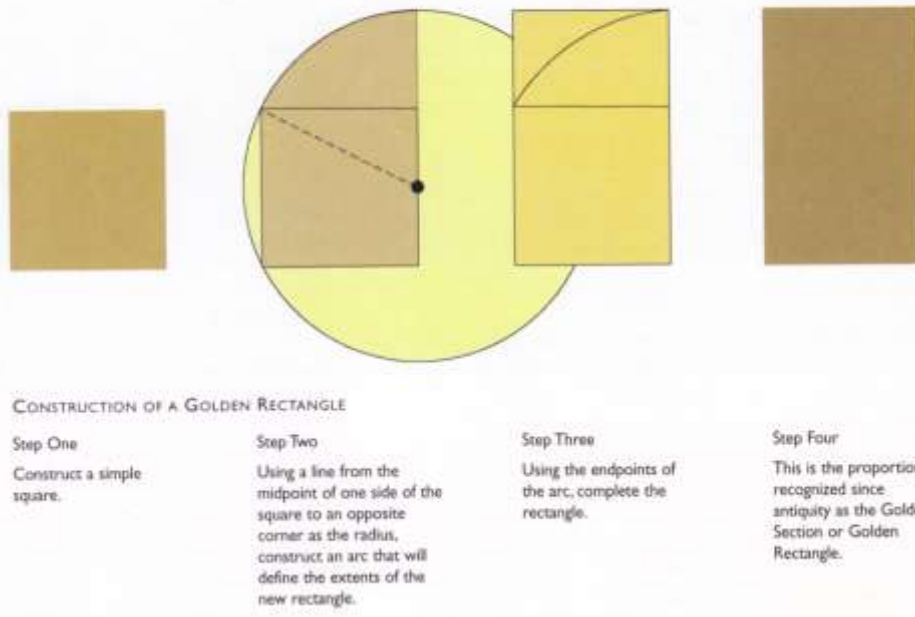 CONSTRUCTION OF A GOLDEN RECTANGLE
Step One
Construct a simple
square.
Step Two
Using a line from the
midpoint of one side of the
square to an opposite
corner as the radius,
construct an arc that will
define the extents of the
new rectangle.
Step Three
Using the endpoints of
the arc, complete the
rectangle.
Step Four
This is the proportion
recognized since
antiquity as the Gold
Section or Golden
Rectangle.